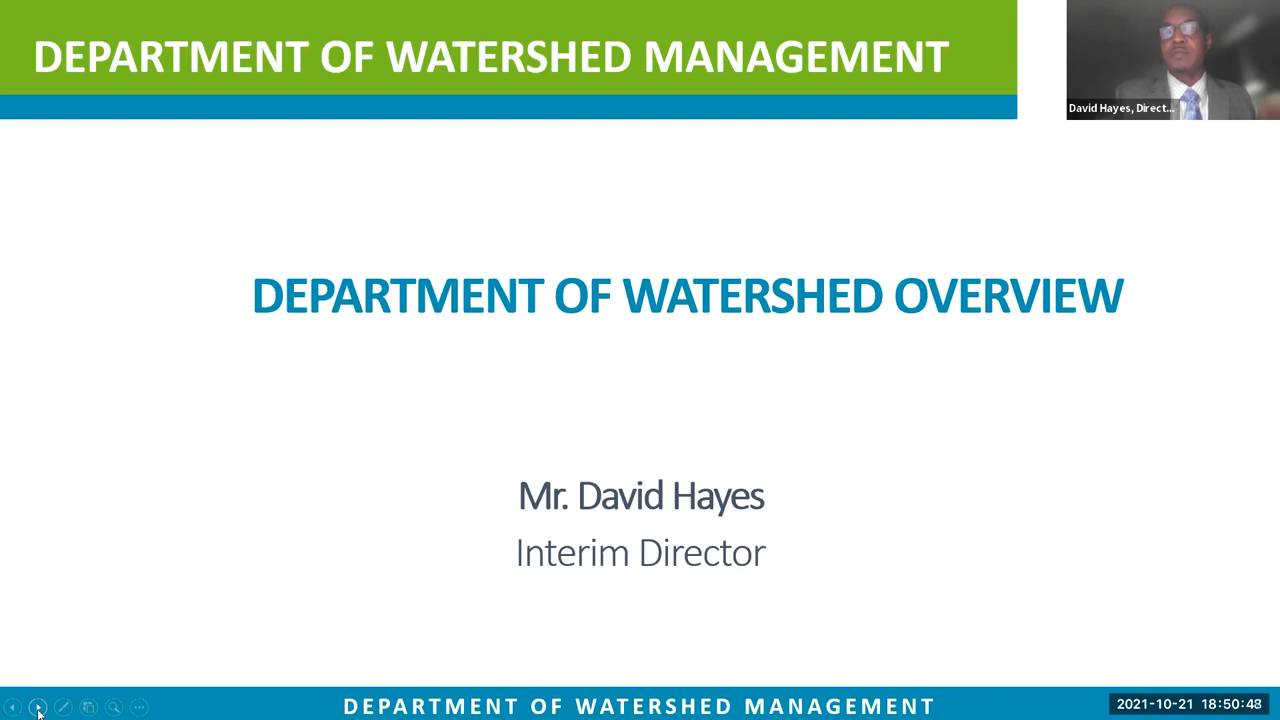 DEPARTMENT OF WATERSHED MANAGEMENT
David Hayes, Direct...
DEPARTMENT OF WATERSHED OVERVIEW
Mr. David Hayes
Interim Director
DEPARTMENT OF WATERSHED MANAGEMENT
2021-10-21 18:50:48